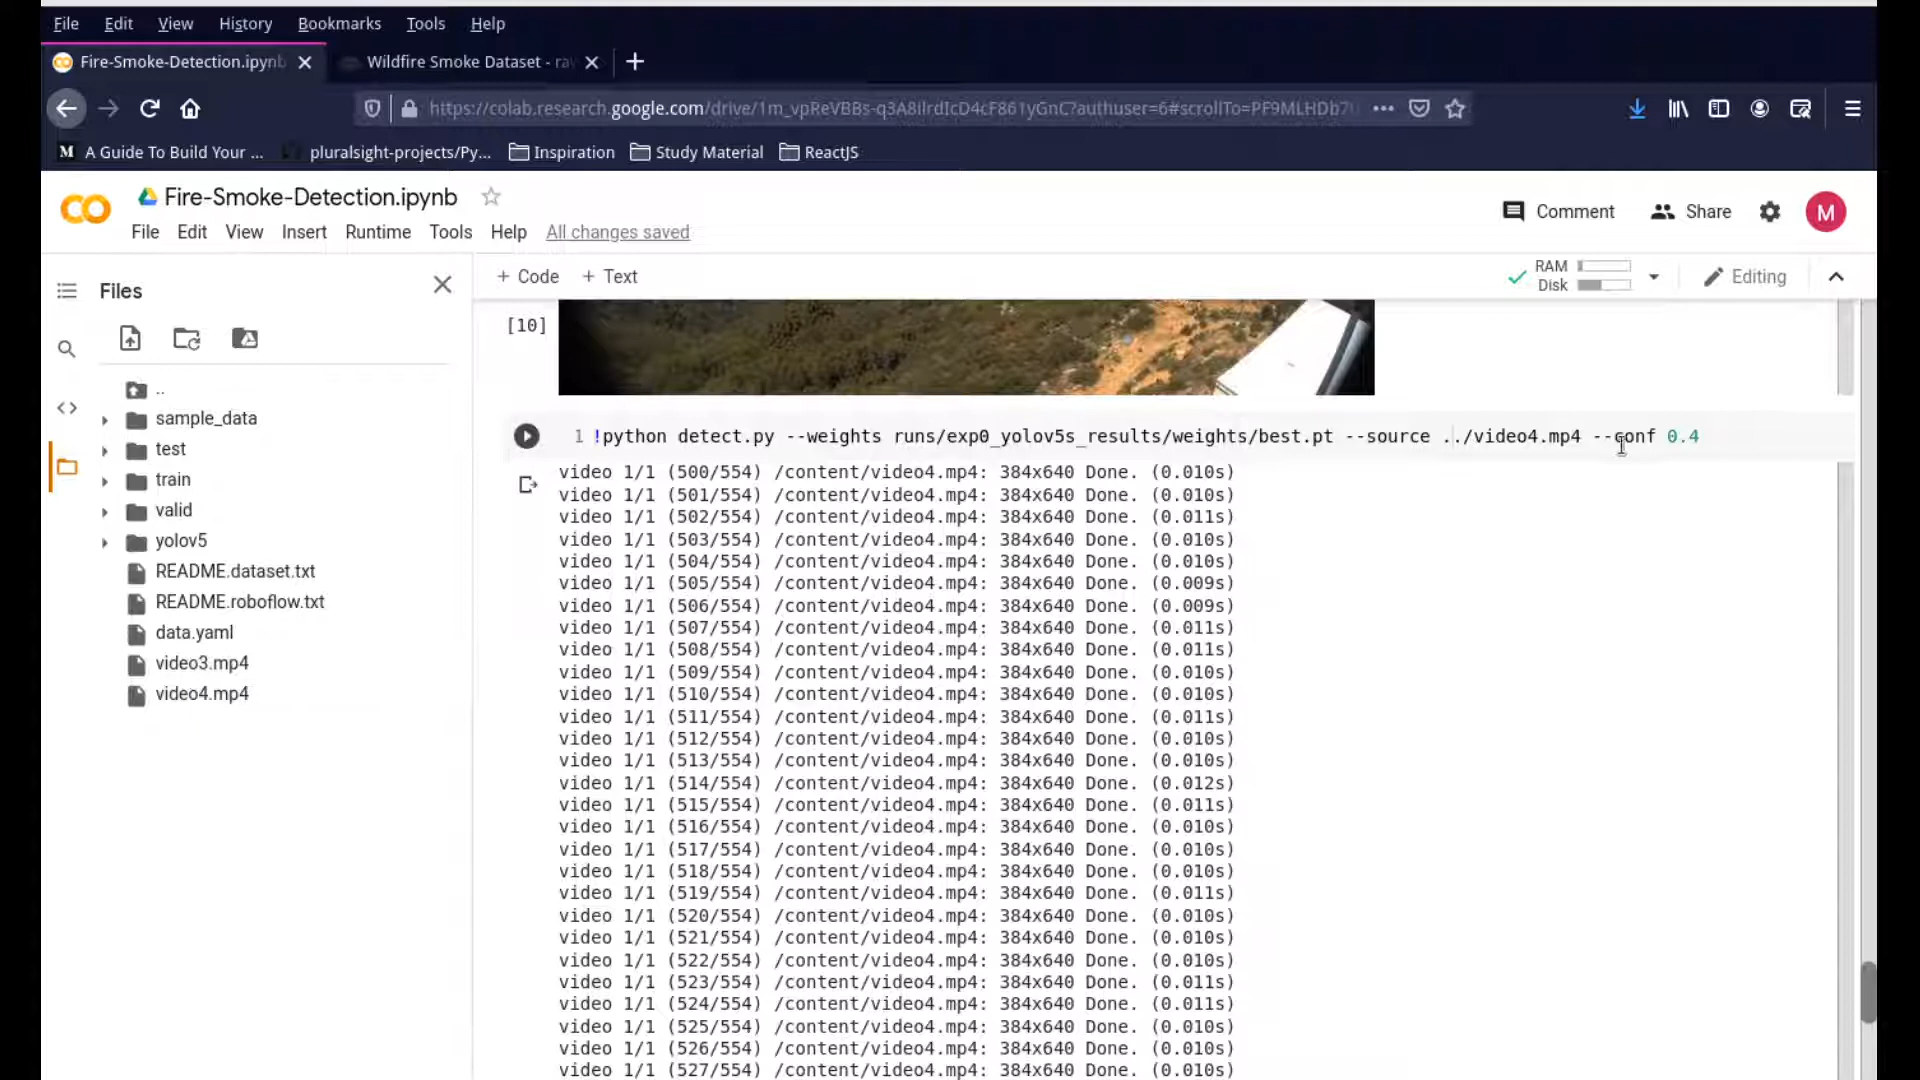 File Edit View History Bookmarks Tools Help
Fire-Smoke-Detection.ipynb
Wildfire Smoke Dataset - raw
https://colab.research.google.com/drive/1m_vpReVBBs-q3A8ilrdIcD4cF861yGnC?authuser=6#scrollTo=PF9MLHDb7
M A Guide To Build Your ... pluralsight-projects/Py... Inspiration Study Material ReactJS
Fire-Smoke-Detection.ipynb
Comment Share M
File Edit View Insert Runtime Tools Help All changes saved
Files
+ Code + Text
RAM
Disk
Editing
..
sample_data
test
train
valid
yolov5
README.dataset.txt
README.roboflow.txt
data.yaml
video3.mp4
video4.mp4
[10]
1 !python detect.py --weights runs/exp0_yolov5s_results/weights/best.pt --source ../video4.mp4 --conf 0.4
video 1/1 (500/554) /content/video4.mp4: 384x640 Done. (0.010s)
video 1/1 (501/554) /content/video4.mp4: 384x640 Done. (0.010s)
video 1/1 (502/554) /content/video4.mp4: 384x640 Done. (0.011s)
video 1/1 (503/554) /content/video4.mp4: 384x640 Done. (0.010s)
video 1/1 (504/554) /content/video4.mp4: 384x640 Done. (0.010s)
video 1/1 (505/554) /content/video4.mp4: 384x640 Done. (0.009s)
video 1/1 (506/554) /content/video4.mp4: 384x640 Done. (0.009s)
video 1/1 (507/554) /content/video4.mp4: 384x640 Done. (0.011s)
video 1/1 (508/554) /content/video4.mp4: 384x640 Done. (0.011s)
video 1/1 (509/554) /content/video4.mp4: 384x640 Done. (0.010s)
video 1/1 (510/554) /content/video4.mp4: 384x640 Done. (0.010s)
video 1/1 (511/554) /content/video4.mp4: 384x640 Done. (0.011s)
video 1/1 (512/554) /content/video4.mp4: 384x640 Done. (0.010s)
video 1/1 (513/554) /content/video4.mp4: 384x640 Done. (0.010s)
video 1/1 (514/554) /content/video4.mp4: 384x640 Done. (0.012s)
video 1/1 (515/554) /content/video4.mp4: 384x640 Done. (0.011s)
video 1/1 (516/554) /content/video4.mp4: 384x640 Done. (0.010s)
video 1/1 (517/554) /content/video4.mp4: 384x640 Done. (0.010s)
video 1/1 (518/554) /content/video4.mp4: 384x640 Done. (0.010s)
video 1/1 (519/554) /content/video4.mp4: 384x640 Done. (0.011s)
video 1/1 (520/554) /content/video4.mp4: 384x640 Done. (0.010s)
video 1/1 (521/554) /content/video4.mp4: 384x640 Done. (0.010s)
video 1/1 (522/554) /content/video4.mp4: 384x640 Done. (0.010s)
video 1/1 (523/554) /content/video4.mp4: 384x640 Done. (0.011s)
video 1/1 (524/554) /content/video4.mp4: 384x640 Done. (0.011s)
video 1/1 (525/554) /content/video4.mp4: 384x640 Done. (0.010s)
video 1/1 (526/554) /content/video4.mp4: 384x640 Done. (0.010s)
video 1/1 (527/554) /content/video4.mp4: 384x640 Done. (0.010s)